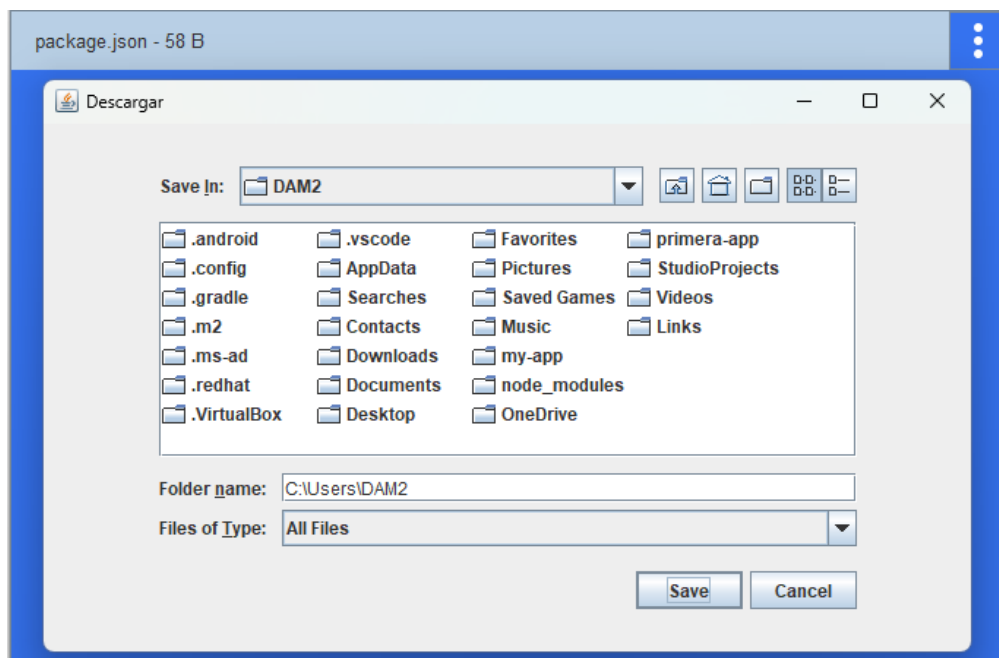 package.json - 58 B
Descargar
Save In: DAM2
.android .vscode Favorites primera-app
.config AppData Pictures StudioProjects
.gradle Searches Saved Games Videos
.m2 Contacts Music Links
.ms-ad Downloads my-app
.redhat Documents node_modules
.VirtualBox Desktop OneDrive
Folder name: C:\Users\DAM2
Files of Type: All Files
Save Cancel